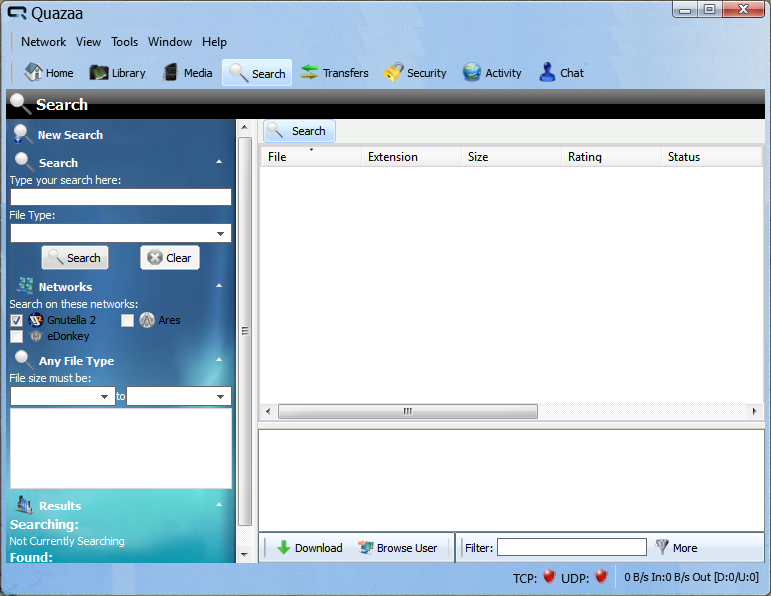 Quazaa
Network View Tools Window Help
Home Library Media Search Transfers Security Activity Chat
Search
New Search
Search
Type your search here:
File Type:
Search Clear
Networks
Search on these networks:
Gnutella 2 Ares
eDonkey
Any File Type
File size must be:
to
Results
Searching:
Not Currently Searching
Found:
Search
File Extension Size Rating Status
Download Browse User Filter: More
TCP: UDP: 0 B/s In:0 B/s Out [D:0/U:0]